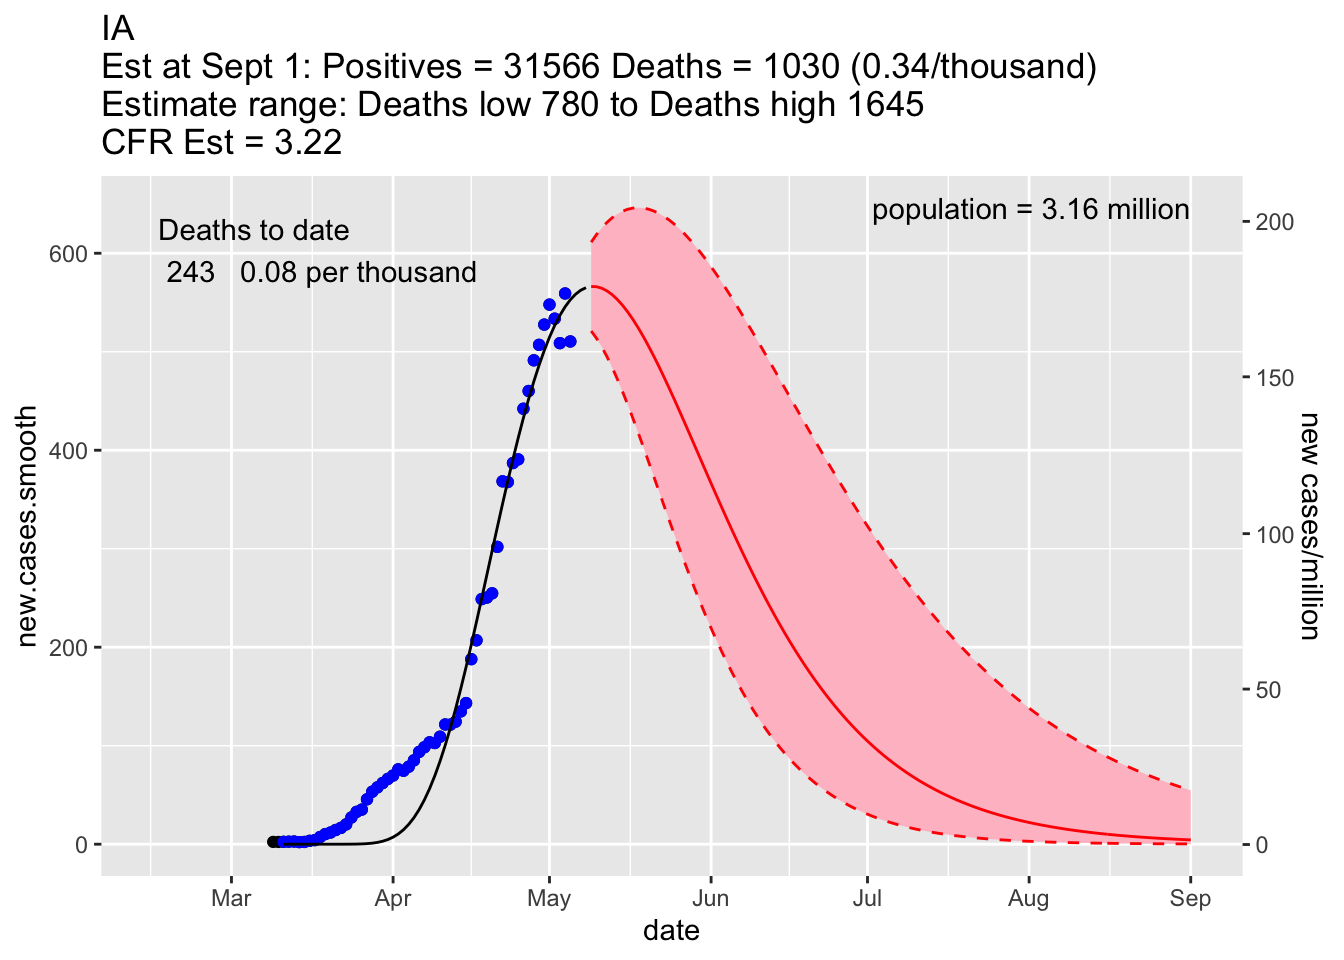 IA
Est at Sept 1: Positives = 31566 Deaths = 1030 (0.34/thousand)
Estimate range: Deaths low 780 to Deaths high 1645
CFR Est = 3.22
Deaths to date
243 0.08 per thousand
population = 3.16 million
600
400
200
0
new.cases.smooth
200
150
100
50
0
new cases/million
Mar Apr May Jun Jul Aug Sep
date